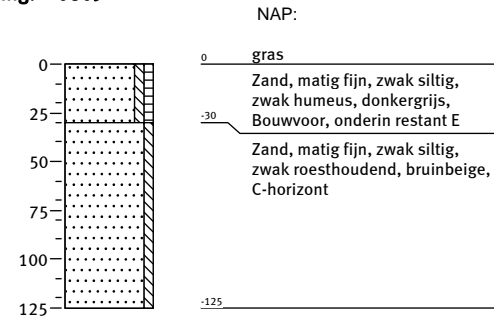 NAP:
0
gras
0
Zand, matig fijn, zwak siltig,
zwak humeus, donkergrijs,
Bouwvoor, onderin restant E
25
-30
Zand, matig fijn, zwak siltig,
zwak roesthoudend, bruinbeige,
C-horizont
50
75
100
125
-125